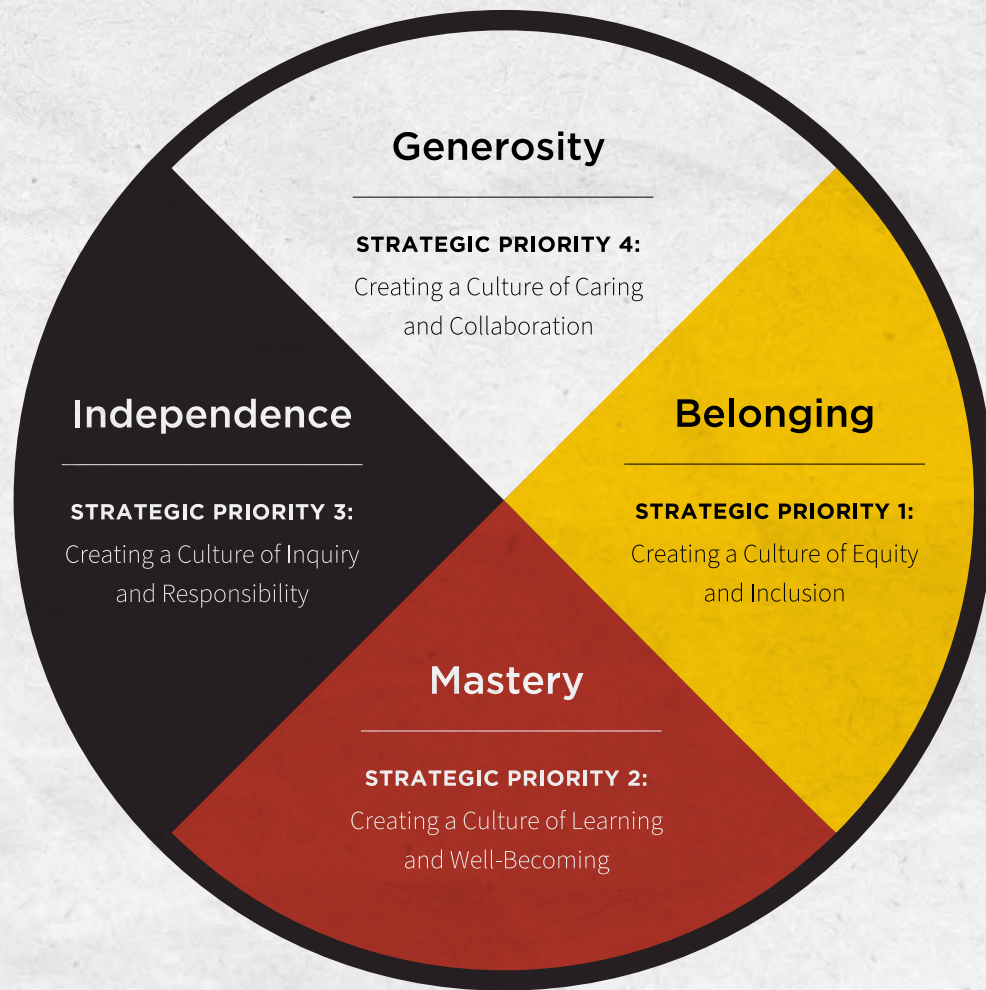 Generosity
STRATEGIC PRIORITY 4:
Creating a Culture of Caring
and Collaboration
Independence
STRATEGIC PRIORITY 3:
Creating a Culture of Inquiry
and Responsibility
Belonging
STRATEGIC PRIORITY 1:
Creating a Culture of Equity
and Inclusion
Mastery
STRATEGIC PRIORITY 2:
Creating a Culture of Learning
and Well-Becoming